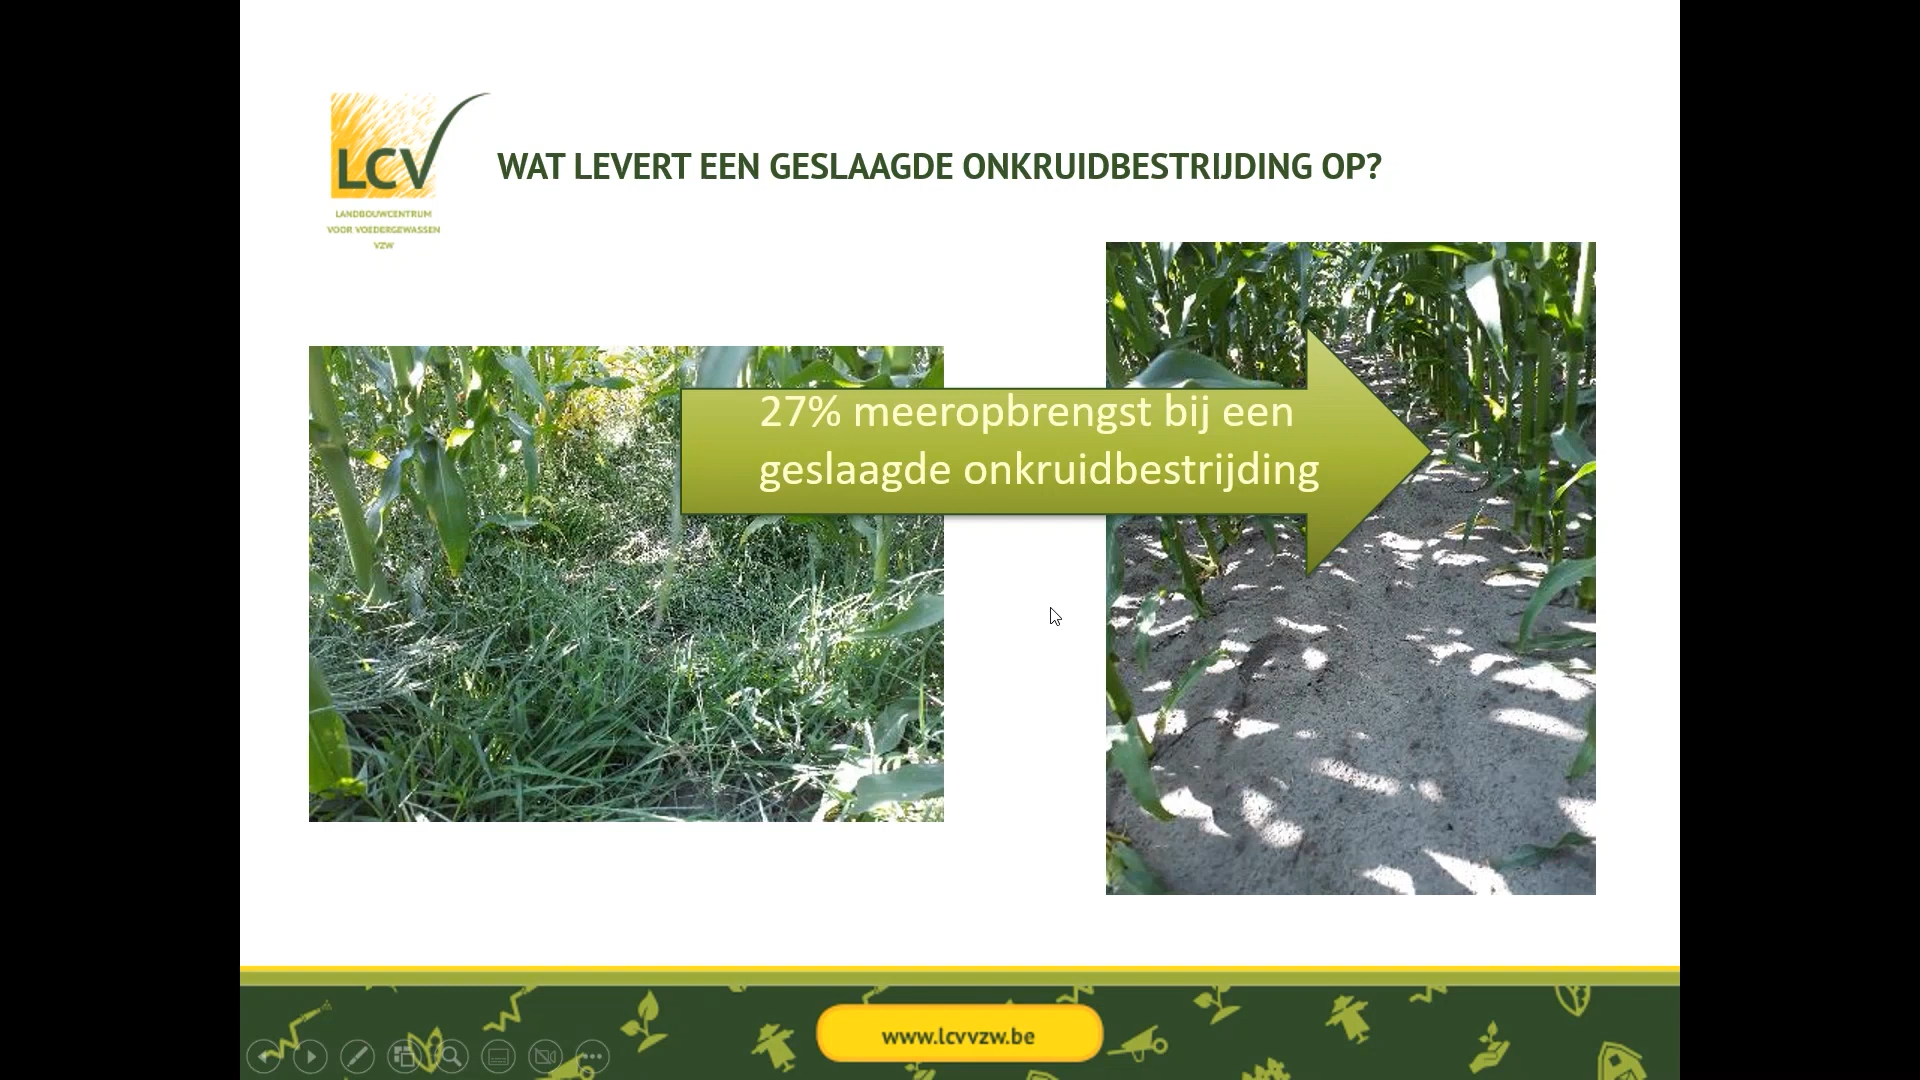 LCV
LANDBOUWCENTRUM
VOOR VOEDERGEWASSEN
VZW
WAT LEVERT EEN GESLAAGDE ONKRUIDBESTRIJDING OP?
27% meeropbrengst bij een
geslaagde onkruidbestrijding
www.lcvvzw.be